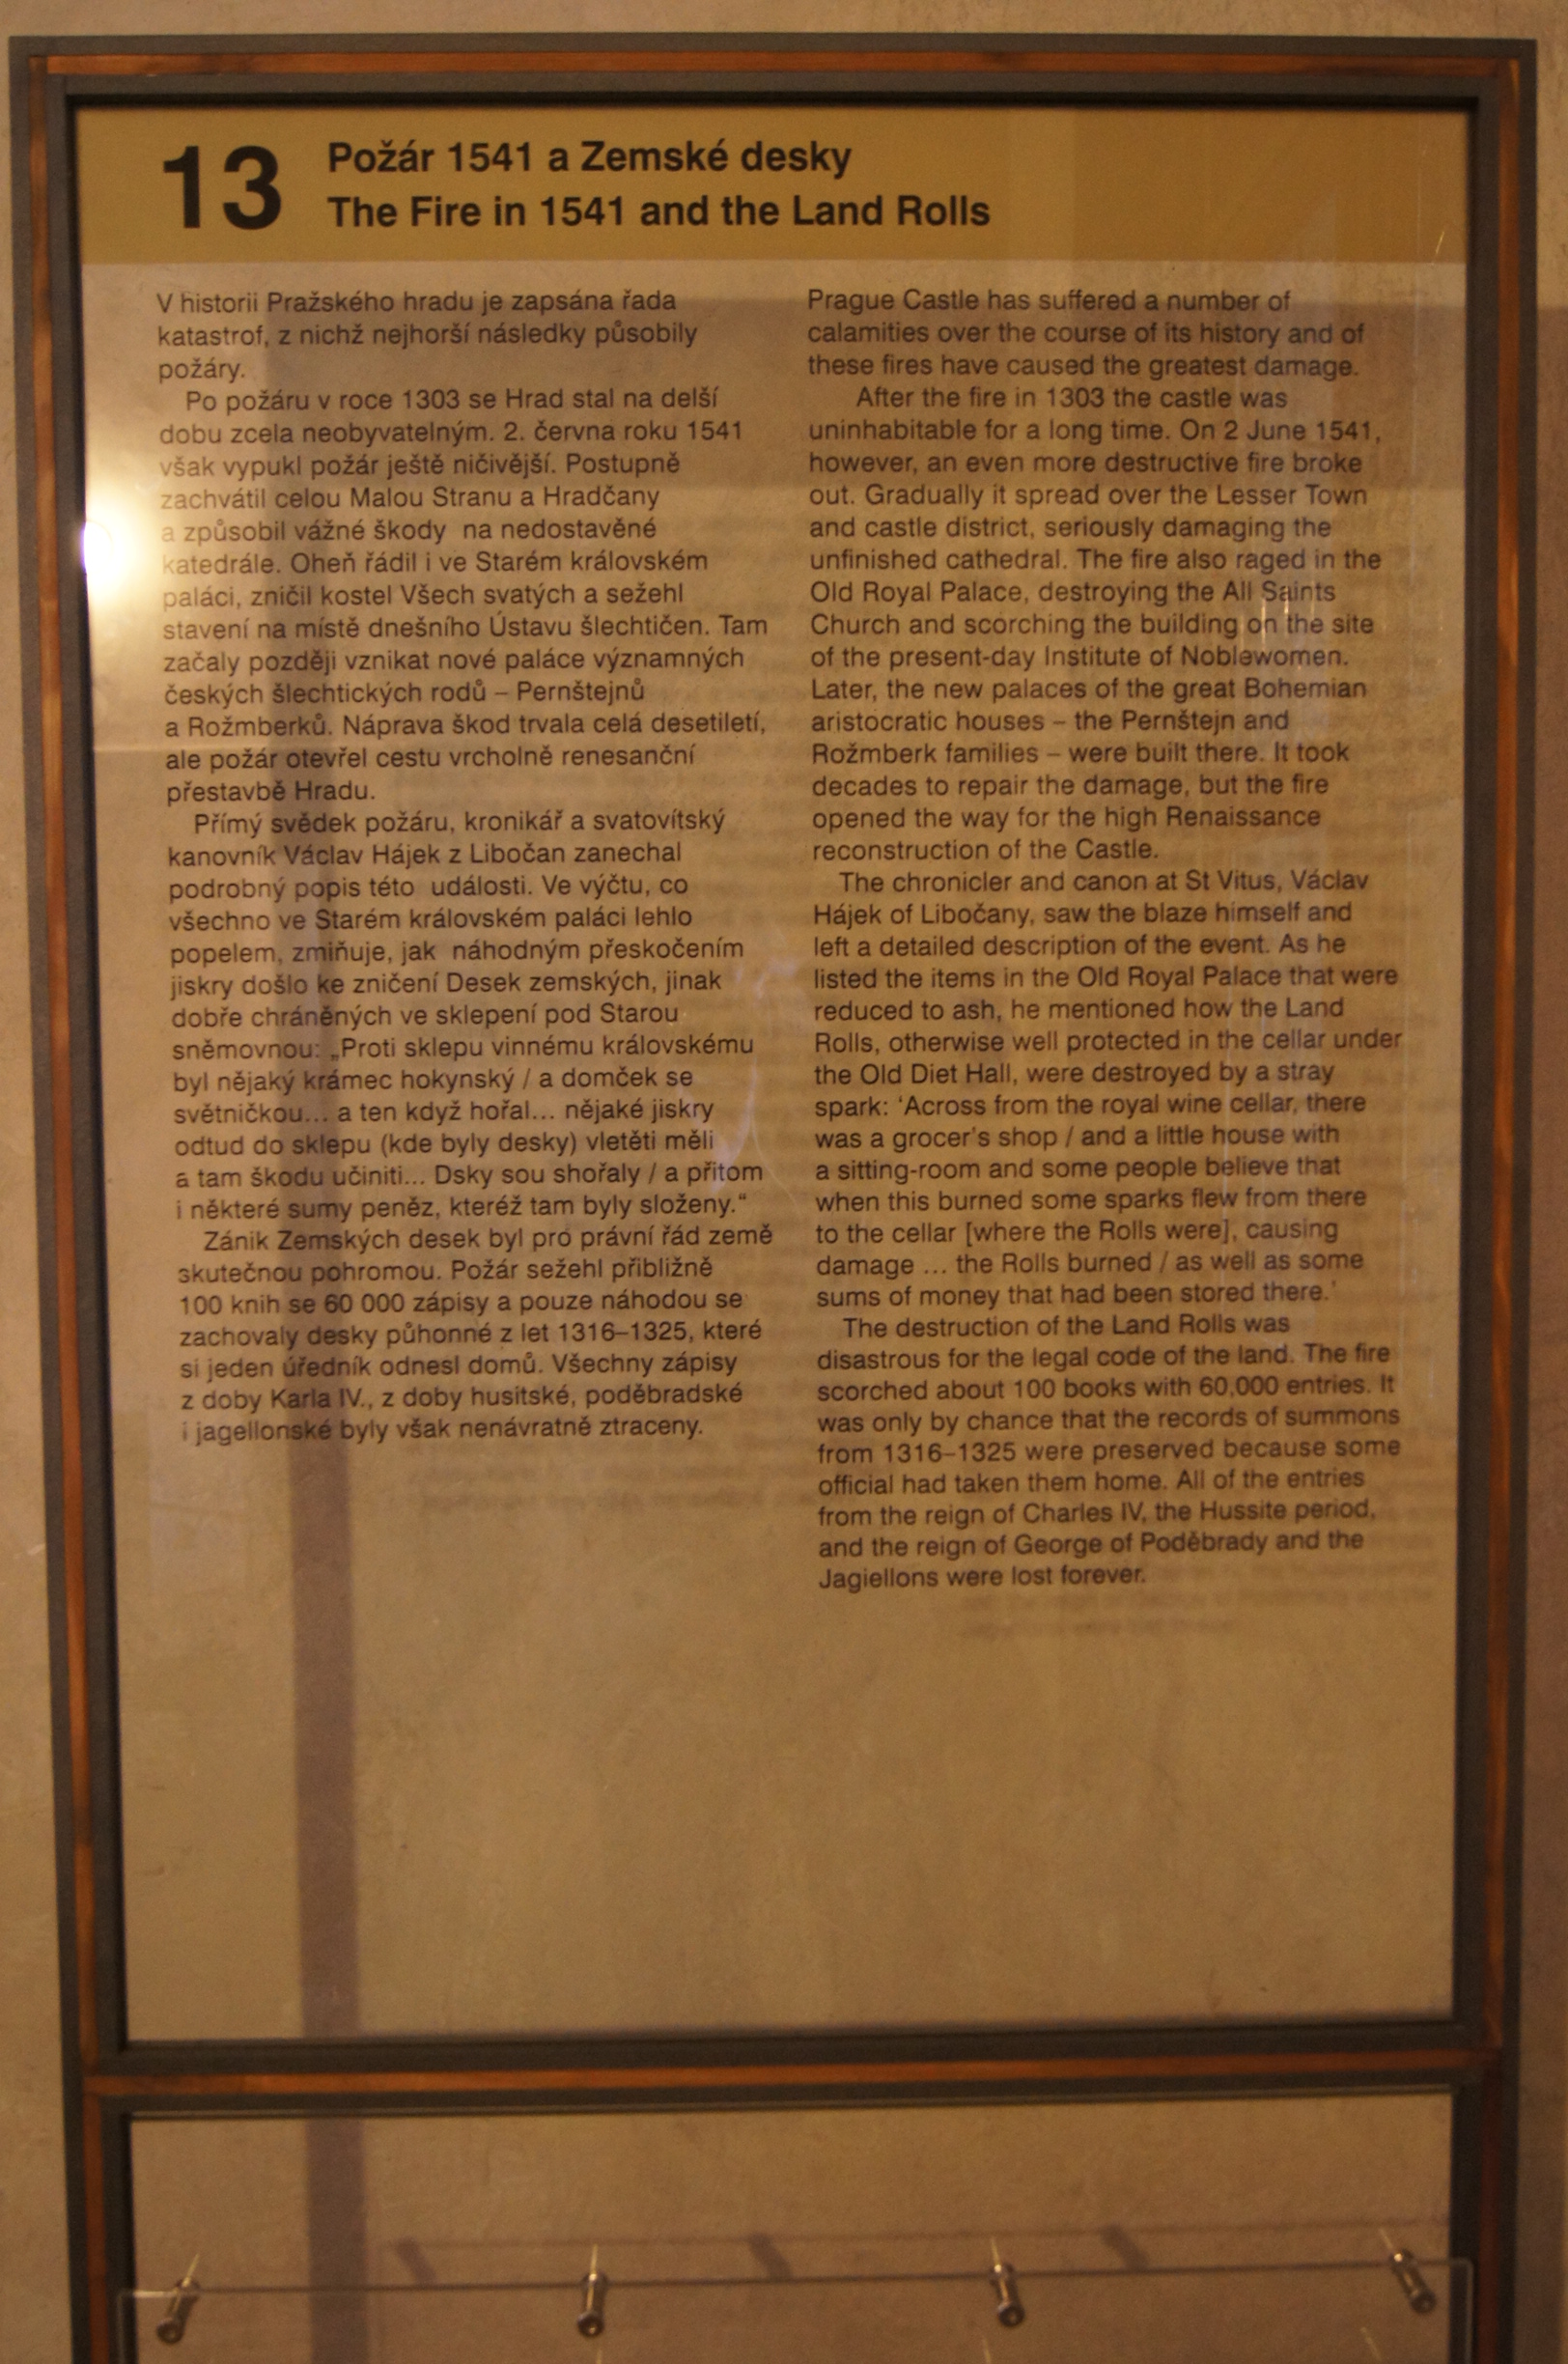 13
Požár 1541 a Zemské desky
The Fire in 1541 and the Land Rolls
V historii Pražského hradu je zapsána řada
katastrof, z nichž nejhorší následky působily
požáry.
Po požáru v roce 1303 se Hrad stal na delší
dobu zcela neobyvatelným. 2. června roku 1541
však vypukl požár ještě ničivější. Postupně
zachvátil celou Malou Stranu a Hradčany
a způsobil vážné škody na nedostavěné
katedrále. Oheň řádil i ve Starém královském
paláci, zničil kostel Všech svatých a sežehl
stavení na místě dnešního Ústavu šlechtičen. Tam
začaly později vznikat nové paláce významných
českých šlechtických rodů – Pernštejnů
a Rožmberků. Náprava škod trvala celá desetiletí,
ale požár otevřel cestu vrcholně renesanční
přestavbě Hradu.
Přímý svědek požáru, kronikář a svatovítský
kanovník Václav Hájek z Libočan zanechal
podrobný popis této události. Ve výčtu, co
všechno ve Starém královském paláci lehlo
popelem, zmiňuje, jak náhodným přeskočením
jiskry došlo ke zničení Desek zemských, jinak
dobře chráněných ve sklepení pod Starou
sněmovnou: „Proti sklepu vinnému královskému
byl nějaký krámec hokynský / a domček se
světničkou... a ten když hořal... nějaké jiskry
odtud do sklepu (kde byly desky) vletěti měli
a tam škodu učiniti... Dsky sou shořaly / a přitom
i některé sumy peněz, kteréž tam byly složeny.“
Zánik Zemských desek byl pro právní řád země
skutečnou pohromou. Požár sežehl přibližně
100 knih se 60 000 zápisy a pouze náhodou se
zachovaly desky půhonné z let 1316–1325, které
si jeden úředník odnesl domů. Všechny zápisy
z doby Karla IV., z doby husitské, poděbradské
i jagellonské byly však nenávratně ztraceny.
Prague Castle has suffered a number of
calamities over the course of its history and of
these fires have caused the greatest damage.
After the fire in 1303 the castle was
uninhabitable for a long time. On 2 June 1541,
however, an even more destructive fire broke
out. Gradually it spread over the Lesser Town
and castle district, seriously damaging the
unfinished cathedral. The fire also raged in the
Old Royal Palace, destroying the All Saints
Church and scorching the building on the site
of the present-day Institute of Noblewomen.
Later, the new palaces of the great Bohemian
aristocratic houses – the Pernštejn and
Rožmberk families – were built there. It took
decades to repair the damage, but the fire
opened the way for the high Renaissance
reconstruction of the Castle.
The chronicler and canon at St Vitus, Václav
Hájek of Libočany, saw the blaze himself and
left a detailed description of the event. As he
listed the items in the Old Royal Palace that were
reduced to ash, he mentioned how the Land
Rolls, otherwise well protected in the cellar under
the Old Diet Hall, were destroyed by a stray
spark: ‘Across from the royal wine cellar, there
was a grocer’s shop / and a little house with
a sitting-room and some people believe that
when this burned some sparks flew from there
to the cellar [where the Rolls were], causing
damage ... the Rolls burned / as well as some
sums of money that had been stored there.’
The destruction of the Land Rolls was
disastrous for the legal code of the land. The fire
scorched about 100 books with 60,000 entries. It
was only by chance that the records of summons
from 1316–1325 were preserved because some
official had taken them home. All of the entries
from the reign of Charles IV, the Hussite period,
and the reign of George of Poděbrady and the
Jagiellons were lost forever.